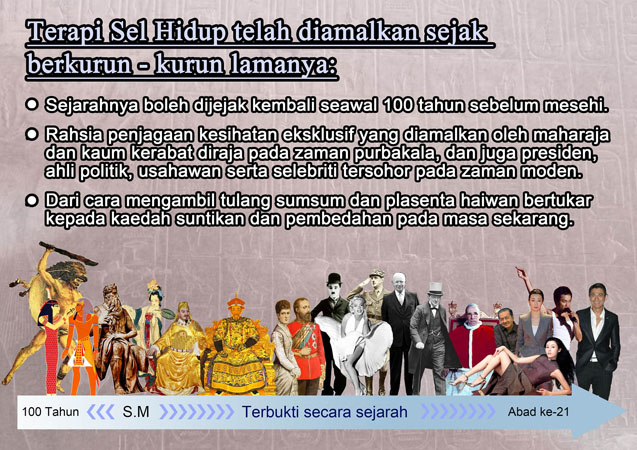 Terapi Sel Hidup telah diamalkan sejak
berkurun - kurun lamanya:
Sejarahnya boleh dijejak kembali seawal 100 tahun sebelum mesehi.
Rahsia penjagaan kesihatan eksklusif yang diamalkan oleh maharaja
dan kaum kerabat diraja pada zaman purbakala, dan juga presiden,
ahli politik, usahawan serta selebriti tersohor pada zaman moden.
Dari cara mengambil tulang sumsum dan plasenta haiwan bertukar
kepada kaedah suntikan dan pembedahan pada masa sekarang.
100 Tahun S.M Terbukti secara sejarah Abad ke-21